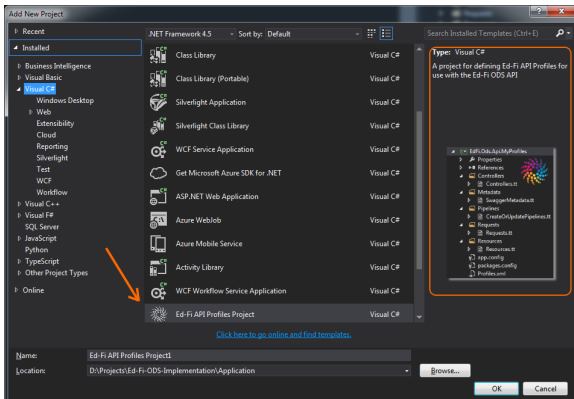 Add New Project
Recent
.NET Framework 4.5 Sort by: Default
Search Installed Templates (Ctrl+E)
Installed
Business Intelligence
Visual Basic
Visual C#
Windows Desktop
Web
Extensibility
Cloud
Reporting
Silverlight
Test
WCF
Workflow
Visual C++
Visual F#
SQL Server
JavaScript
Python
TypeScript
Other Project Types
Online
Class Library Visual C#
Class Library (Portable) Visual C#
Silverlight Application Visual C#
Silverlight Class Library Visual C#
WCF Service Application Visual C#
Get Microsoft Azure SDK for .NET Visual C#
ASP.NET Web Application Visual C#
Azure WebJob Visual C#
Azure Mobile Service Visual C#
Activity Library Visual C#
WCF Workflow Service Application Visual C#
Ed-Fi API Profiles Project Visual C#
Click here to go online and find templates.
Type: Visual C#
A project for defining Ed-Fi API Profiles for
use with the Ed-Fi ODS API
EdFi.Ods.Api.MyProfiles
Properties
References
Controllers
Controllers.tt
Metadata
SwaggerMetadata.tt
Pipelines
CreateOrUpdatePipelines.tt
Requests
Requests.tt
Resources
Resources.tt
app.config
packages.config
Profiles.xml
Name: Ed-Fi API Profiles Project1
Location: D:\Projects\Ed-Fi-ODS-Implementation\Application
Browse...
OK Cancel